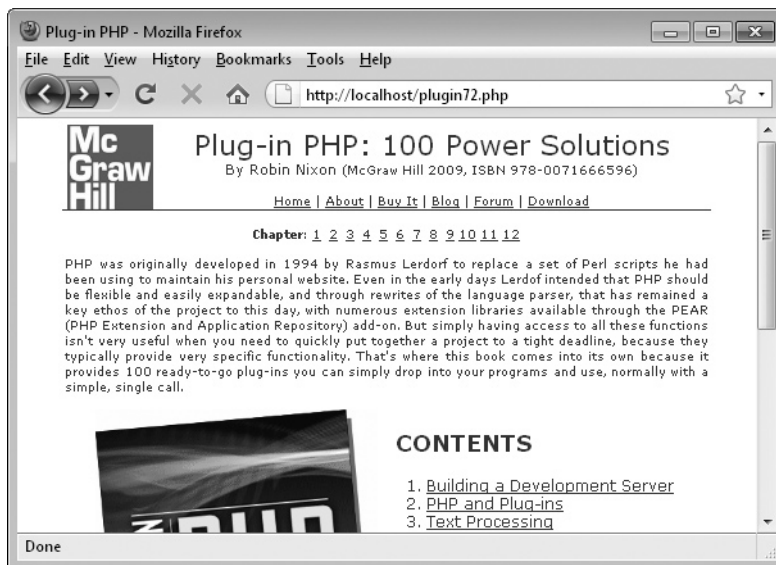 Plug-in PHP - Mozilla Firefox
File Edit View History Bookmarks Tools Help
http://localhost/plugin72.php
Mc
Graw
Hill
Plug-in PHP: 100 Power Solutions
By Robin Nixon (McGraw Hill 2009, ISBN 978-0071666596)
Home | About | Buy It | Blog | Forum | Download
Chapter: 1 2 3 4 5 6 7 8 9 10 11 12
PHP was originally developed in 1994 by Rasmus Lerdorf to replace a set of Perl scripts he had
been using to maintain his personal website. Even in the early days Lerdof intended that PHP should
be flexible and easily expandable, and through rewrites of the language parser, that has remained a
key ethos of the project to this day, with numerous extension libraries available through the PEAR
(PHP Extension and Application Repository) add-on. But simply having access to all these functions
isn't very useful when you need to quickly put together a project to a tight deadline, because they
typically provide very specific functionality. That's where this book comes into its own because it
provides 100 ready-to-go plug-ins you can simply drop into your programs and use, normally with a
simple, single call.
CONTENTS
1. Building a Development Server
2. PHP and Plug-ins
3. Text Processing
Done